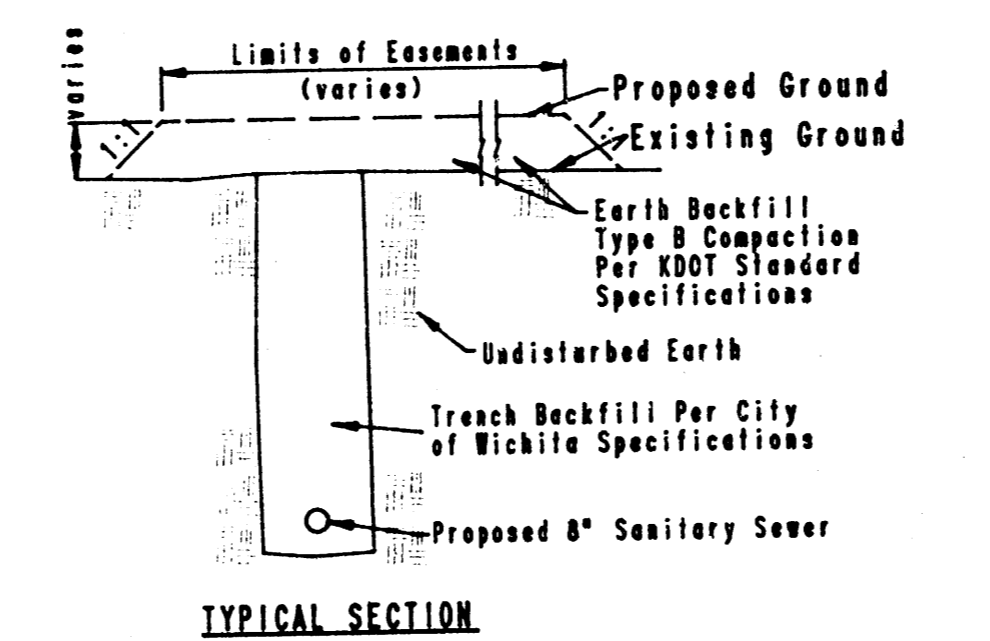 varies
Limits of Easements
(varies)
Proposed Ground
1:1
1:1
Existing Ground
Earth Backfill
Type B Compaction
Per KDOT Standard
Specifications
Undisturbed Earth
Trench Backfill Per City
of Wichita Specifications
Proposed 8" Sanitary Sewer
TYPICAL SECTION